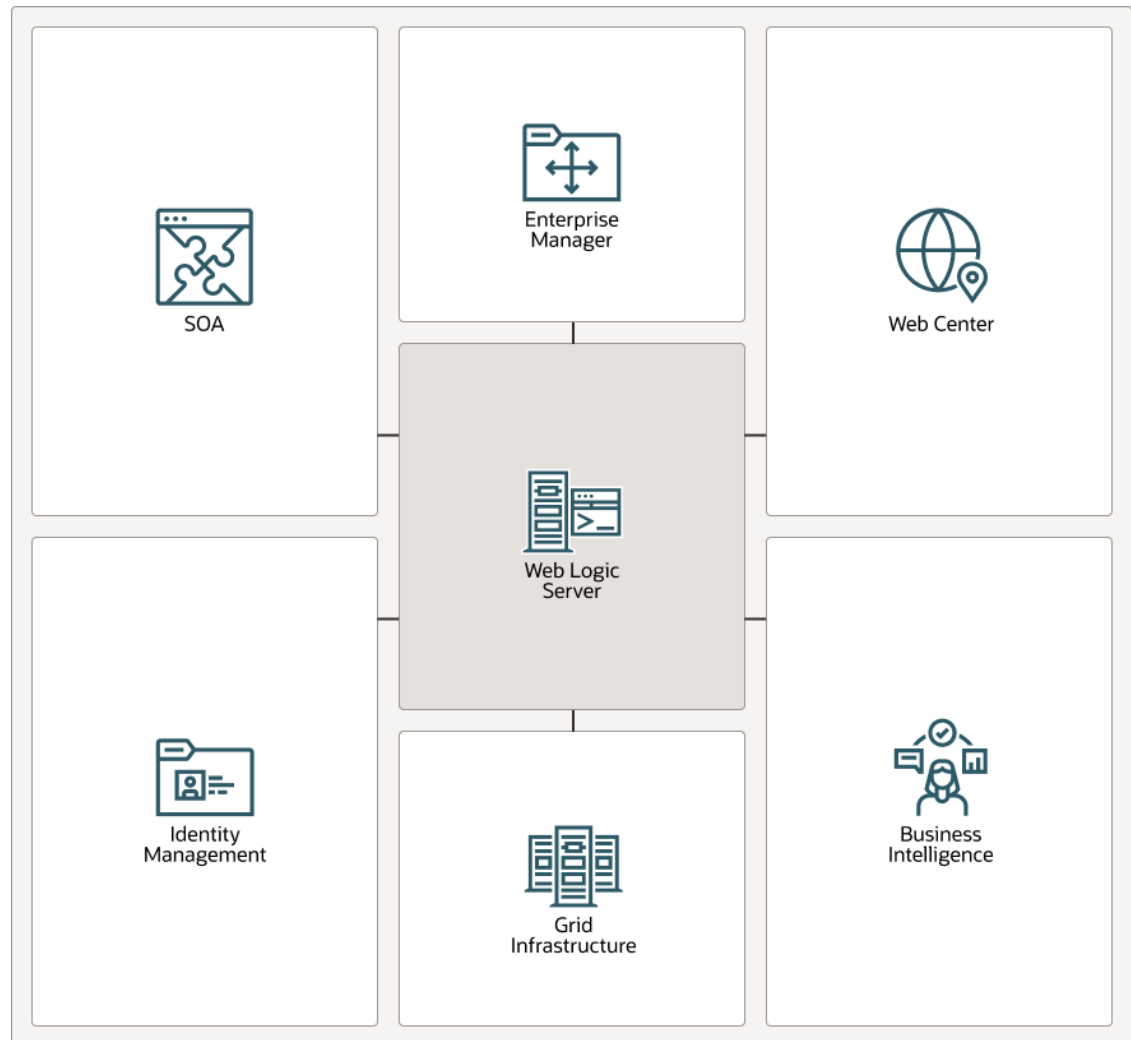 Enterprise
Manager
SOA
Web Center
Web Logic
Server
Identity
Management
Business
Intelligence
Grid
Infrastructure